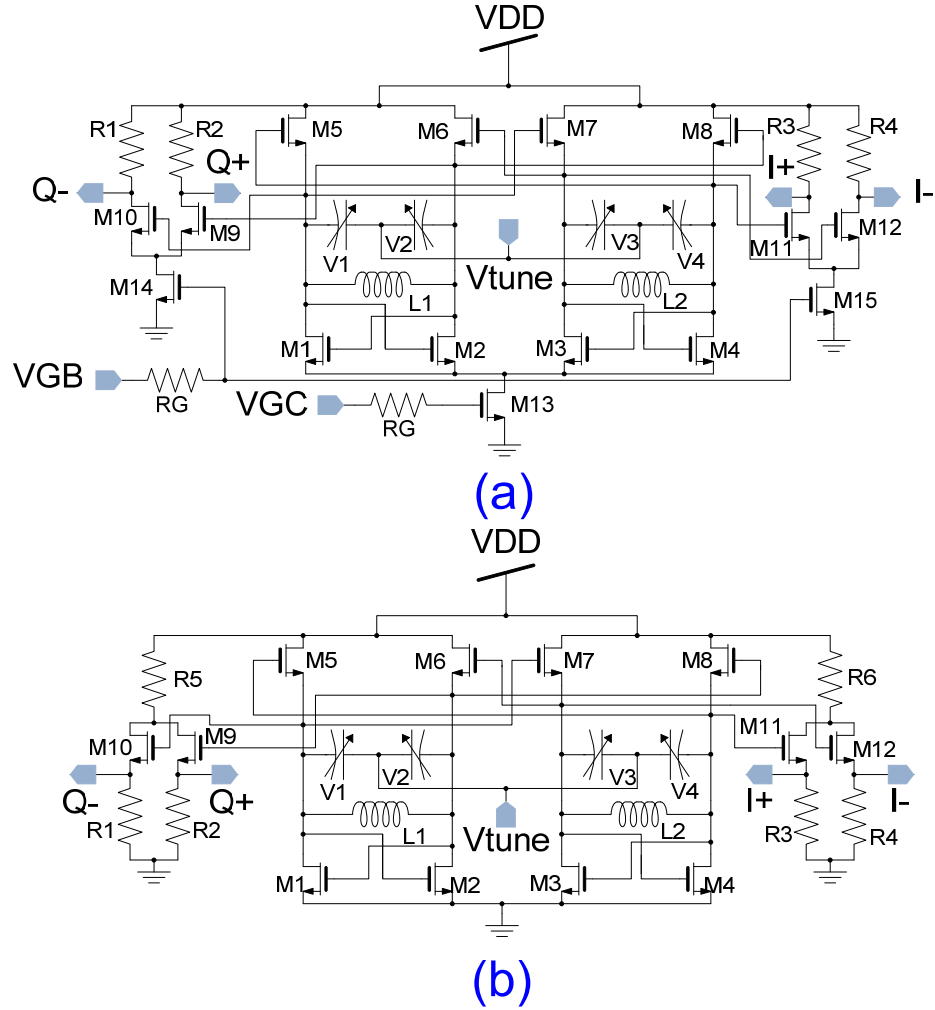 VDD
R1 R2 M5 M6 M7 M8 R3 R4
Q- Q+ I+ I-
M10 M9 M11 M12
V1 V2 Vtune V3 V4
M14 L1 L2 M15
M1 M2 M3 M4
VGB RG VGC RG M13
(a)
VDD
R5 M5 M6 M7 M8 R6
M10 M9 M11 M12
Q- Q+ V1 V2 V3 V4 I+ I-
R1 R2 L1 Vtune L2 R3 R4
M1 M2 M3 M4
(b)